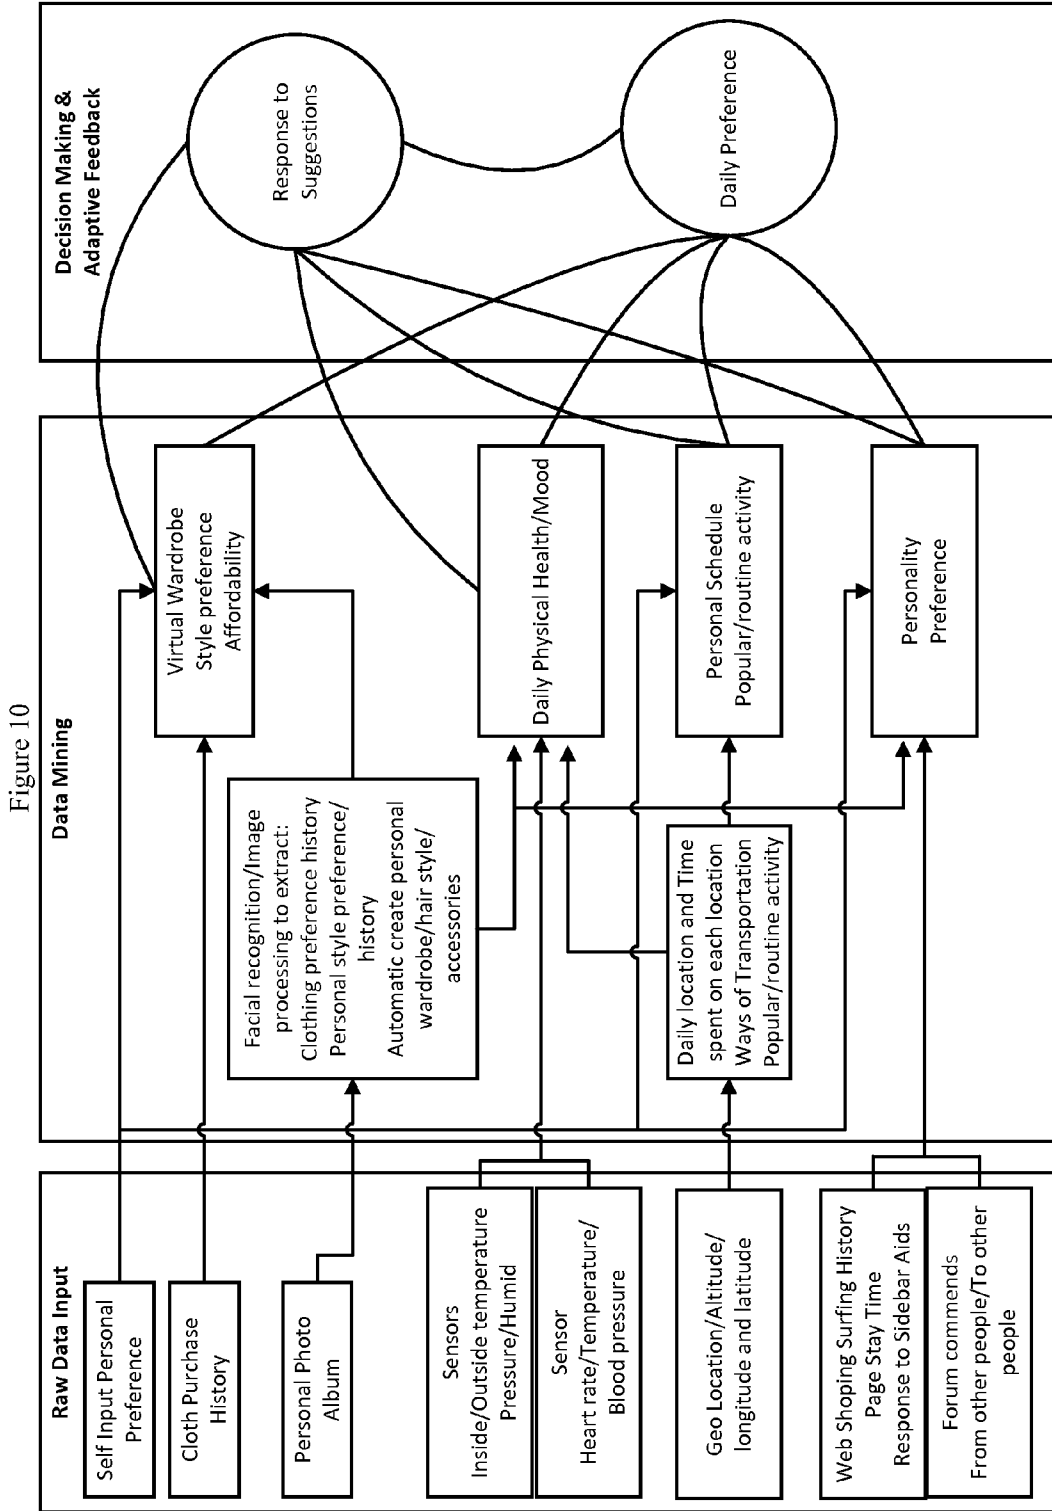 Figure 10
Raw Data Input
Self Input Personal
Preference
Cloth Purchase
History
Personal Photo
Album
Sensors
Inside/Outside temperature
Pressure/Humid
Sensor
Heart rate/Temperature/
Blood pressure
Geo Location/Altitude/
longitude and latitude
Web Shoping Surfing History
Page Stay Time
Response to Sidebar Aids
Forum commends
From other people/To other
people
Data Mining
Facial recognition/Image
processing to extract:
Clothing preference history
Personal style preference/
history
Automatic create personal
wardrobe/hair style/
accessories
Daily location and Time
spent on each location
Ways of Transportation
Popular/routine activity
Virtual Wardrobe
Style preference
Affordability
Daily Physical Health/Mood
Personal Schedule
Popular/routine activity
Personality
Preference
Decision Making &
Adaptive Feedback
Response to
Suggestions
Daily Preference